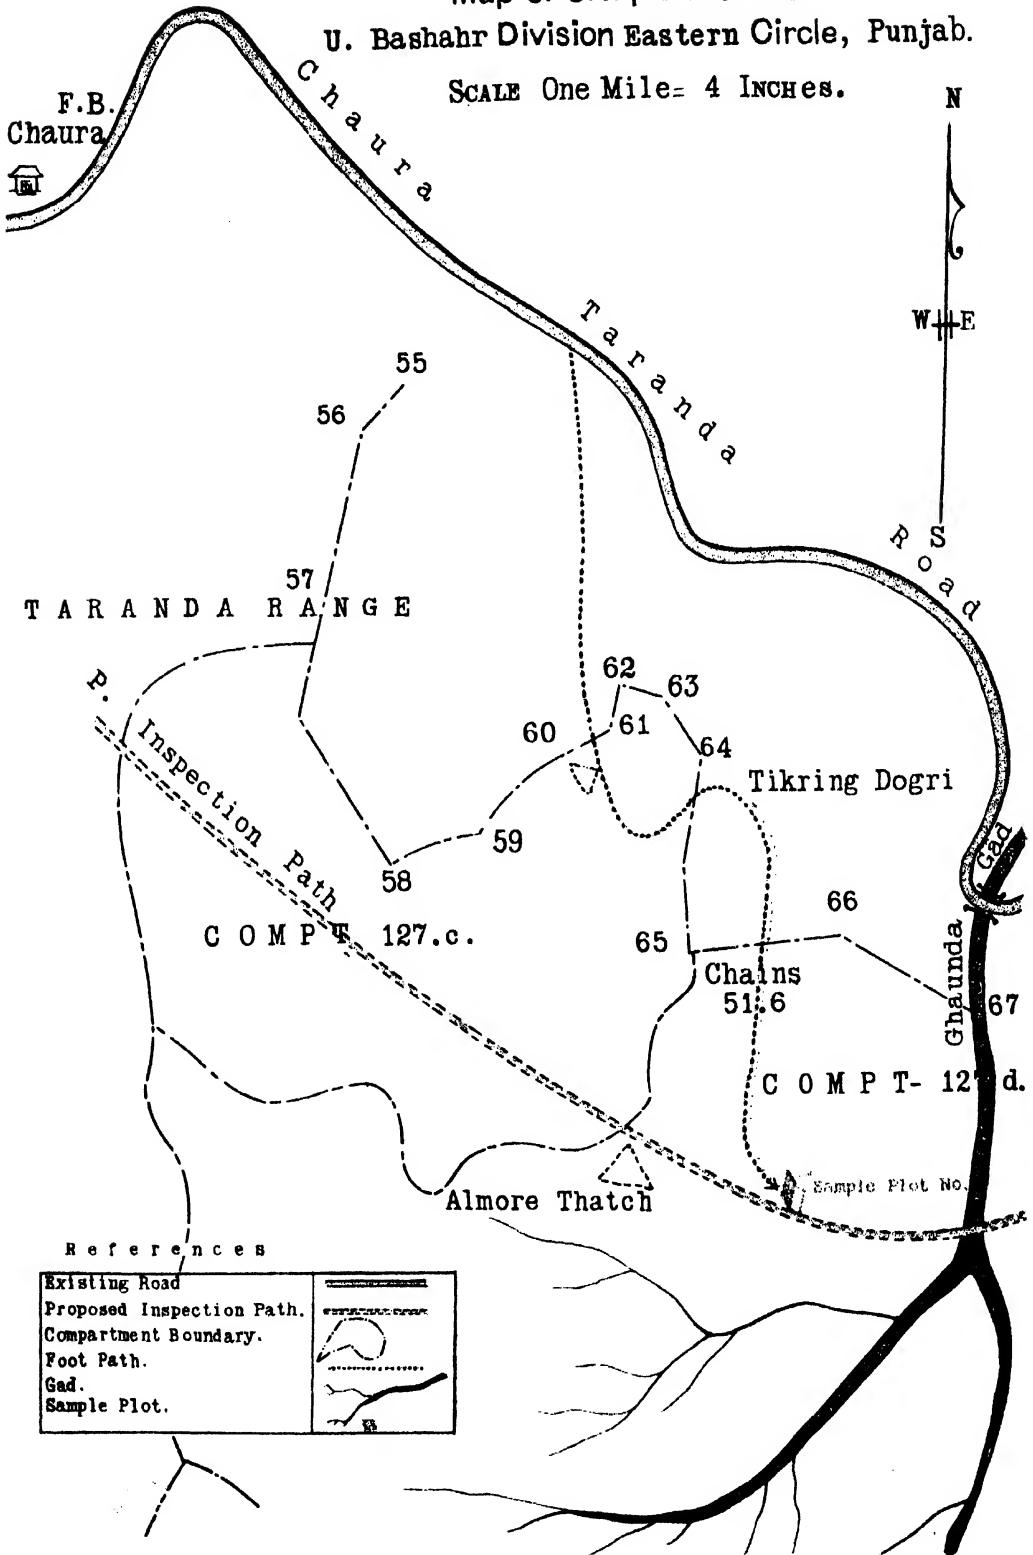 U. Bashahr Division Eastern Circle, Punjab.
SCALE One Mile= 4 INCHES.
F.B.
Chaura
Chaura
Taranda
Road
N
W E
S
55
56
57
TARANDA RANGE
P. Inspection Path
62
63
61
60
64
Tikring Dogri
59
58
COMPT 127.c.
66
65
Chains
51.6
Gad
Ghaunda
67
COMPT- 127 d.
Sample Plot No.
Almore Thatch
References
Existing Road
Proposed Inspection Path.
Compartment Boundary.
Foot Path.
Gad.
Sample Plot.